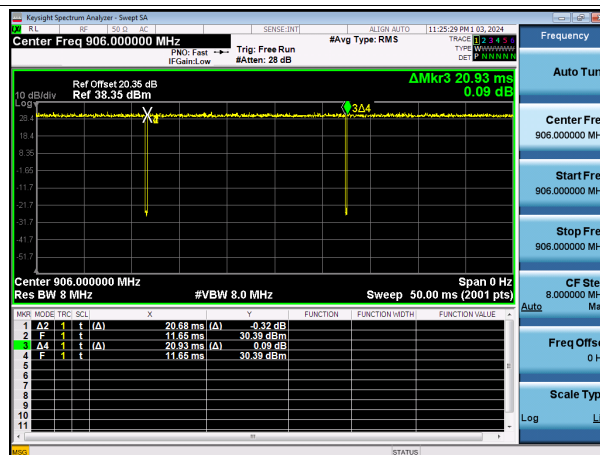 Keysight Spectrum Analyzer - Swept SA
RL RF 50 Ω AC SENSE:INT ALIGN AUTO 11:25:29 PM
Center Freq 906.000000 MHz #Avg Type: RMS TRACE 1 2 3 4 5 6
PNO: Fast Trig: Free Run TYPE
IFGain:Low #Atten: 28 dB DET P N N N N N
Frequency
Ref Offset 20.35 dB ΔMkr3 20.93 ms
10 dB/div Ref 38.35 dBm 0.09 dB
Log
3Δ4
28.4
18.4
8.35
-1.65
-11.7
-21.7
-31.7
-41.7
-51.7
Center 906.000000 MHz Span 0 Hz
Res BW 8 MHz #VBW 8.0 MHz Sweep 50.00 ms (2001 pts)
MKR MODE TRC SCL X Y FUNCTION FUNCTION WIDTH FUNCTION VALUE
1 Δ2 1 t (Δ) 20.68 ms (Δ) -0.32 dB
2 F 1 t 11.65 ms 30.39 dBm
3 Δ4 1 t (Δ) 20.93 ms (Δ) 0.09 dB
4 F 1 t 11.65 ms 30.39 dBm
5
6
7
8
9
10
11
MSG STATUS
Auto Tun
Center Fre
906.000000 MH
Start Fre
906.000000 MH
Stop Fre
906.000000 MH
CF Ste
8.000000 MH
Auto Ma
Freq Offse
0 H
Scale Typ
Log Li